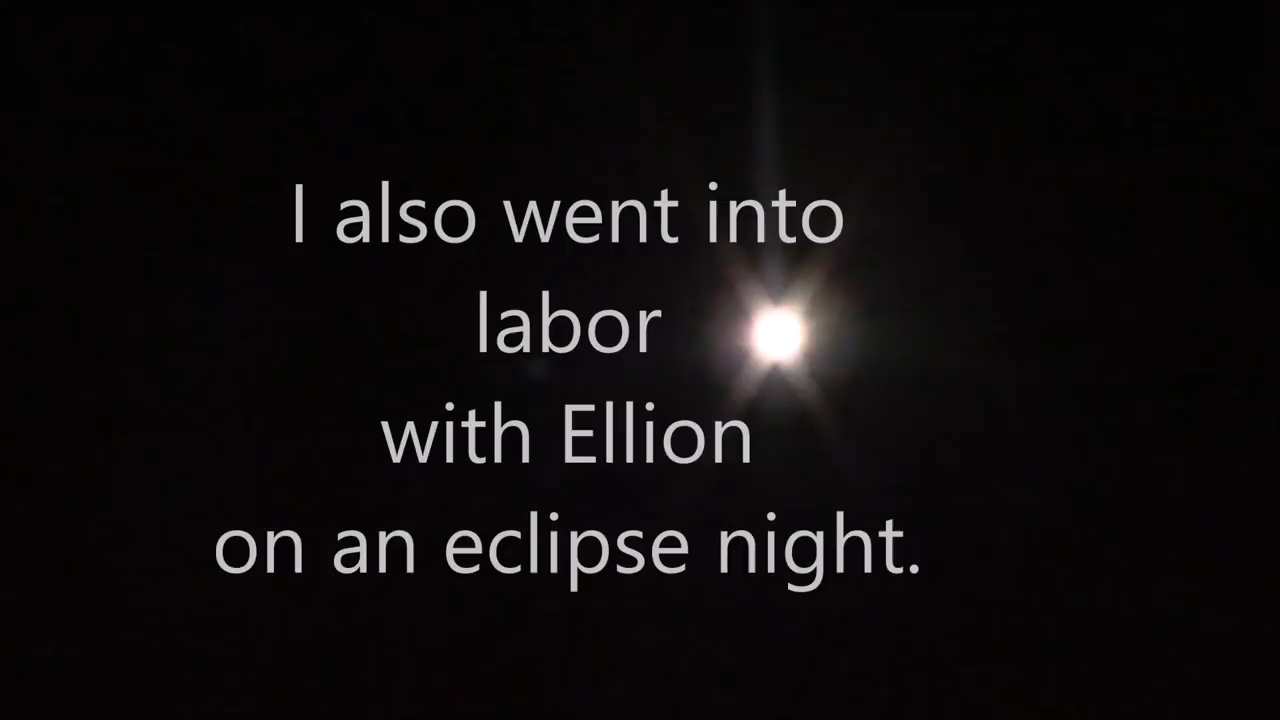 I also went into
labor
with Ellion
on an eclipse night.